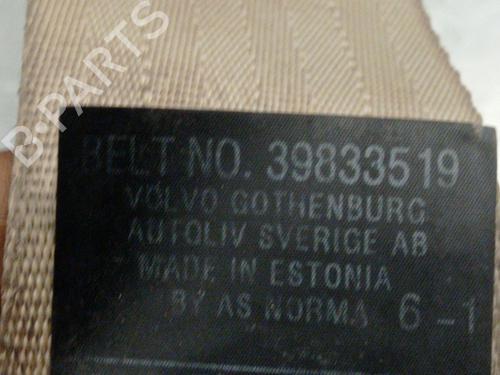 B-PARTS
BELT NO. 39833519
VOLVO GOTHENBURG
AUTOLIV SVERIGE AB
MADE IN ESTONIA
BY AS NORMA 6-1